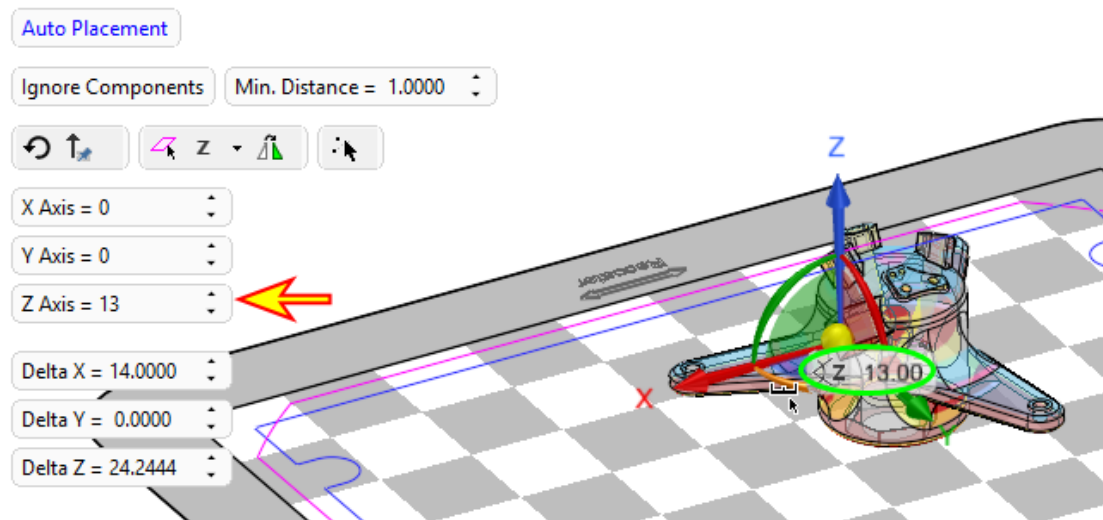 Auto Placement
Ignore Components
Min. Distance = 1.0000
Z
X Axis = 0
Y Axis = 0
Z Axis = 13
Delta X = 14.0000
Delta Y = 0.0000
Delta Z = 24.2444
Z
Recoater
X
Z 13.00
Y